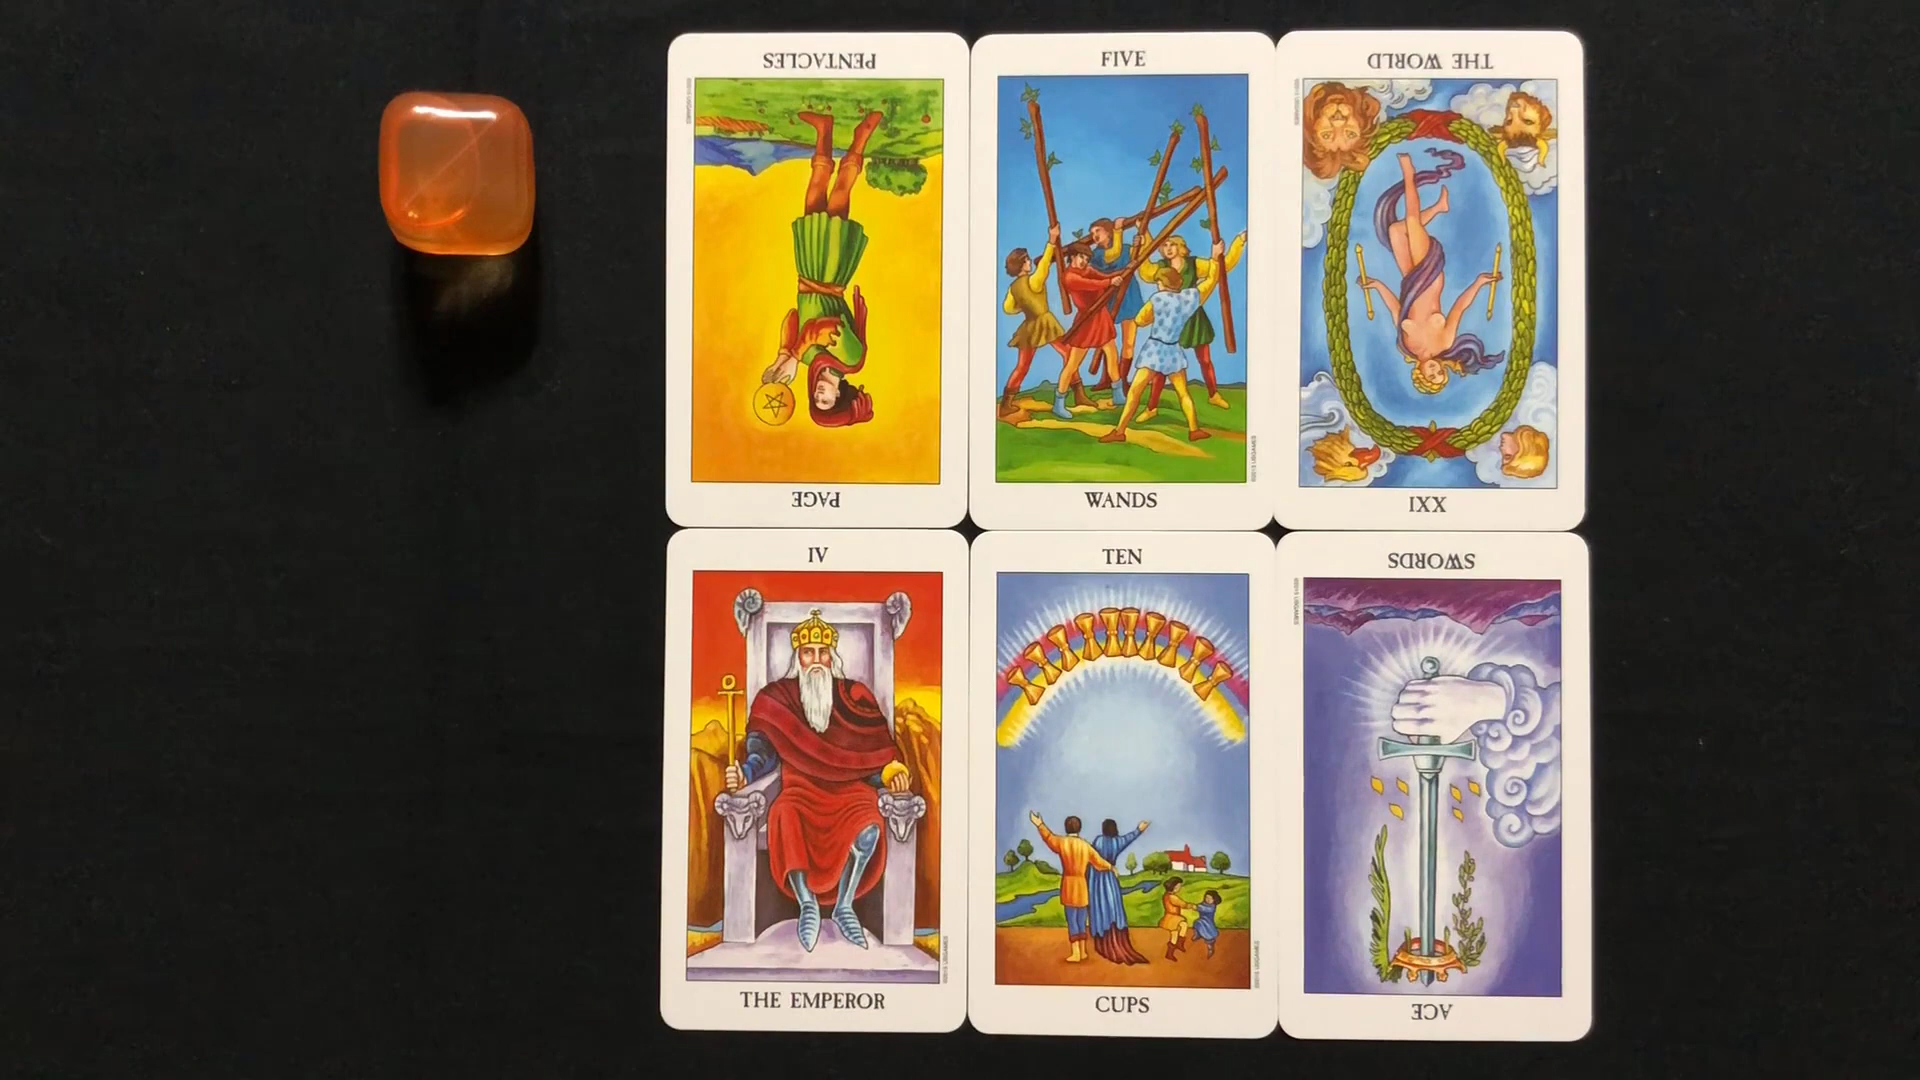 PENTACLES
PAGE
FIVE
WANDS
THE WORLD
XXI
IV
THE EMPEROR
TEN
CUPS
SWORDS
ACE